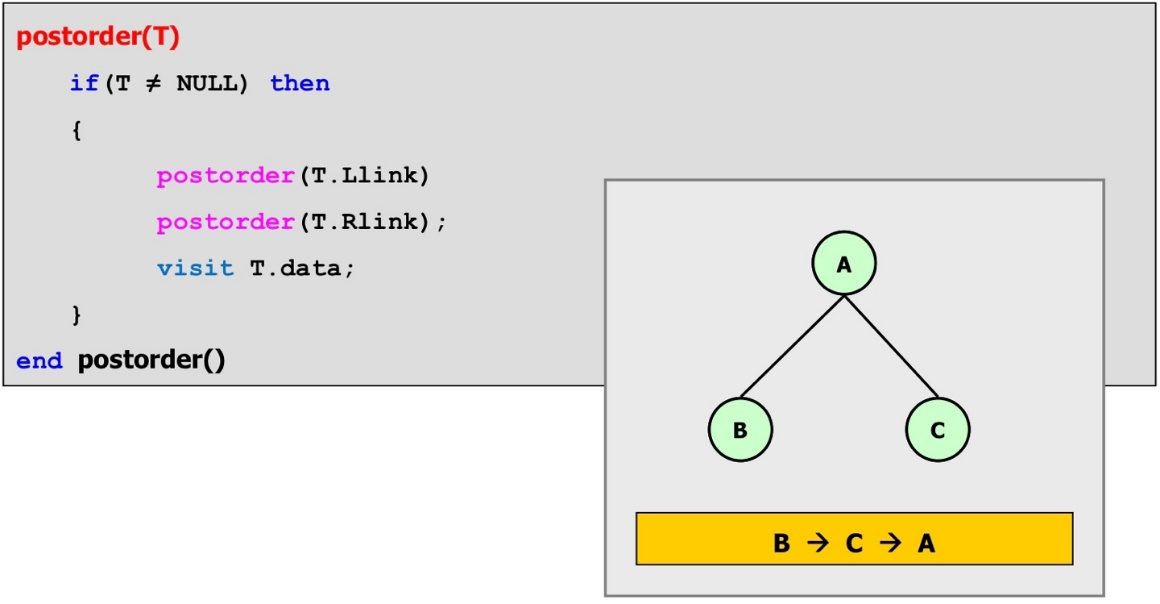 postorder(T)
if(T ≠ NULL) then
{
postorder(T.Llink)
postorder(T.Rlink);
visit T.data;
}
end postorder()
A
B C
B → C → A